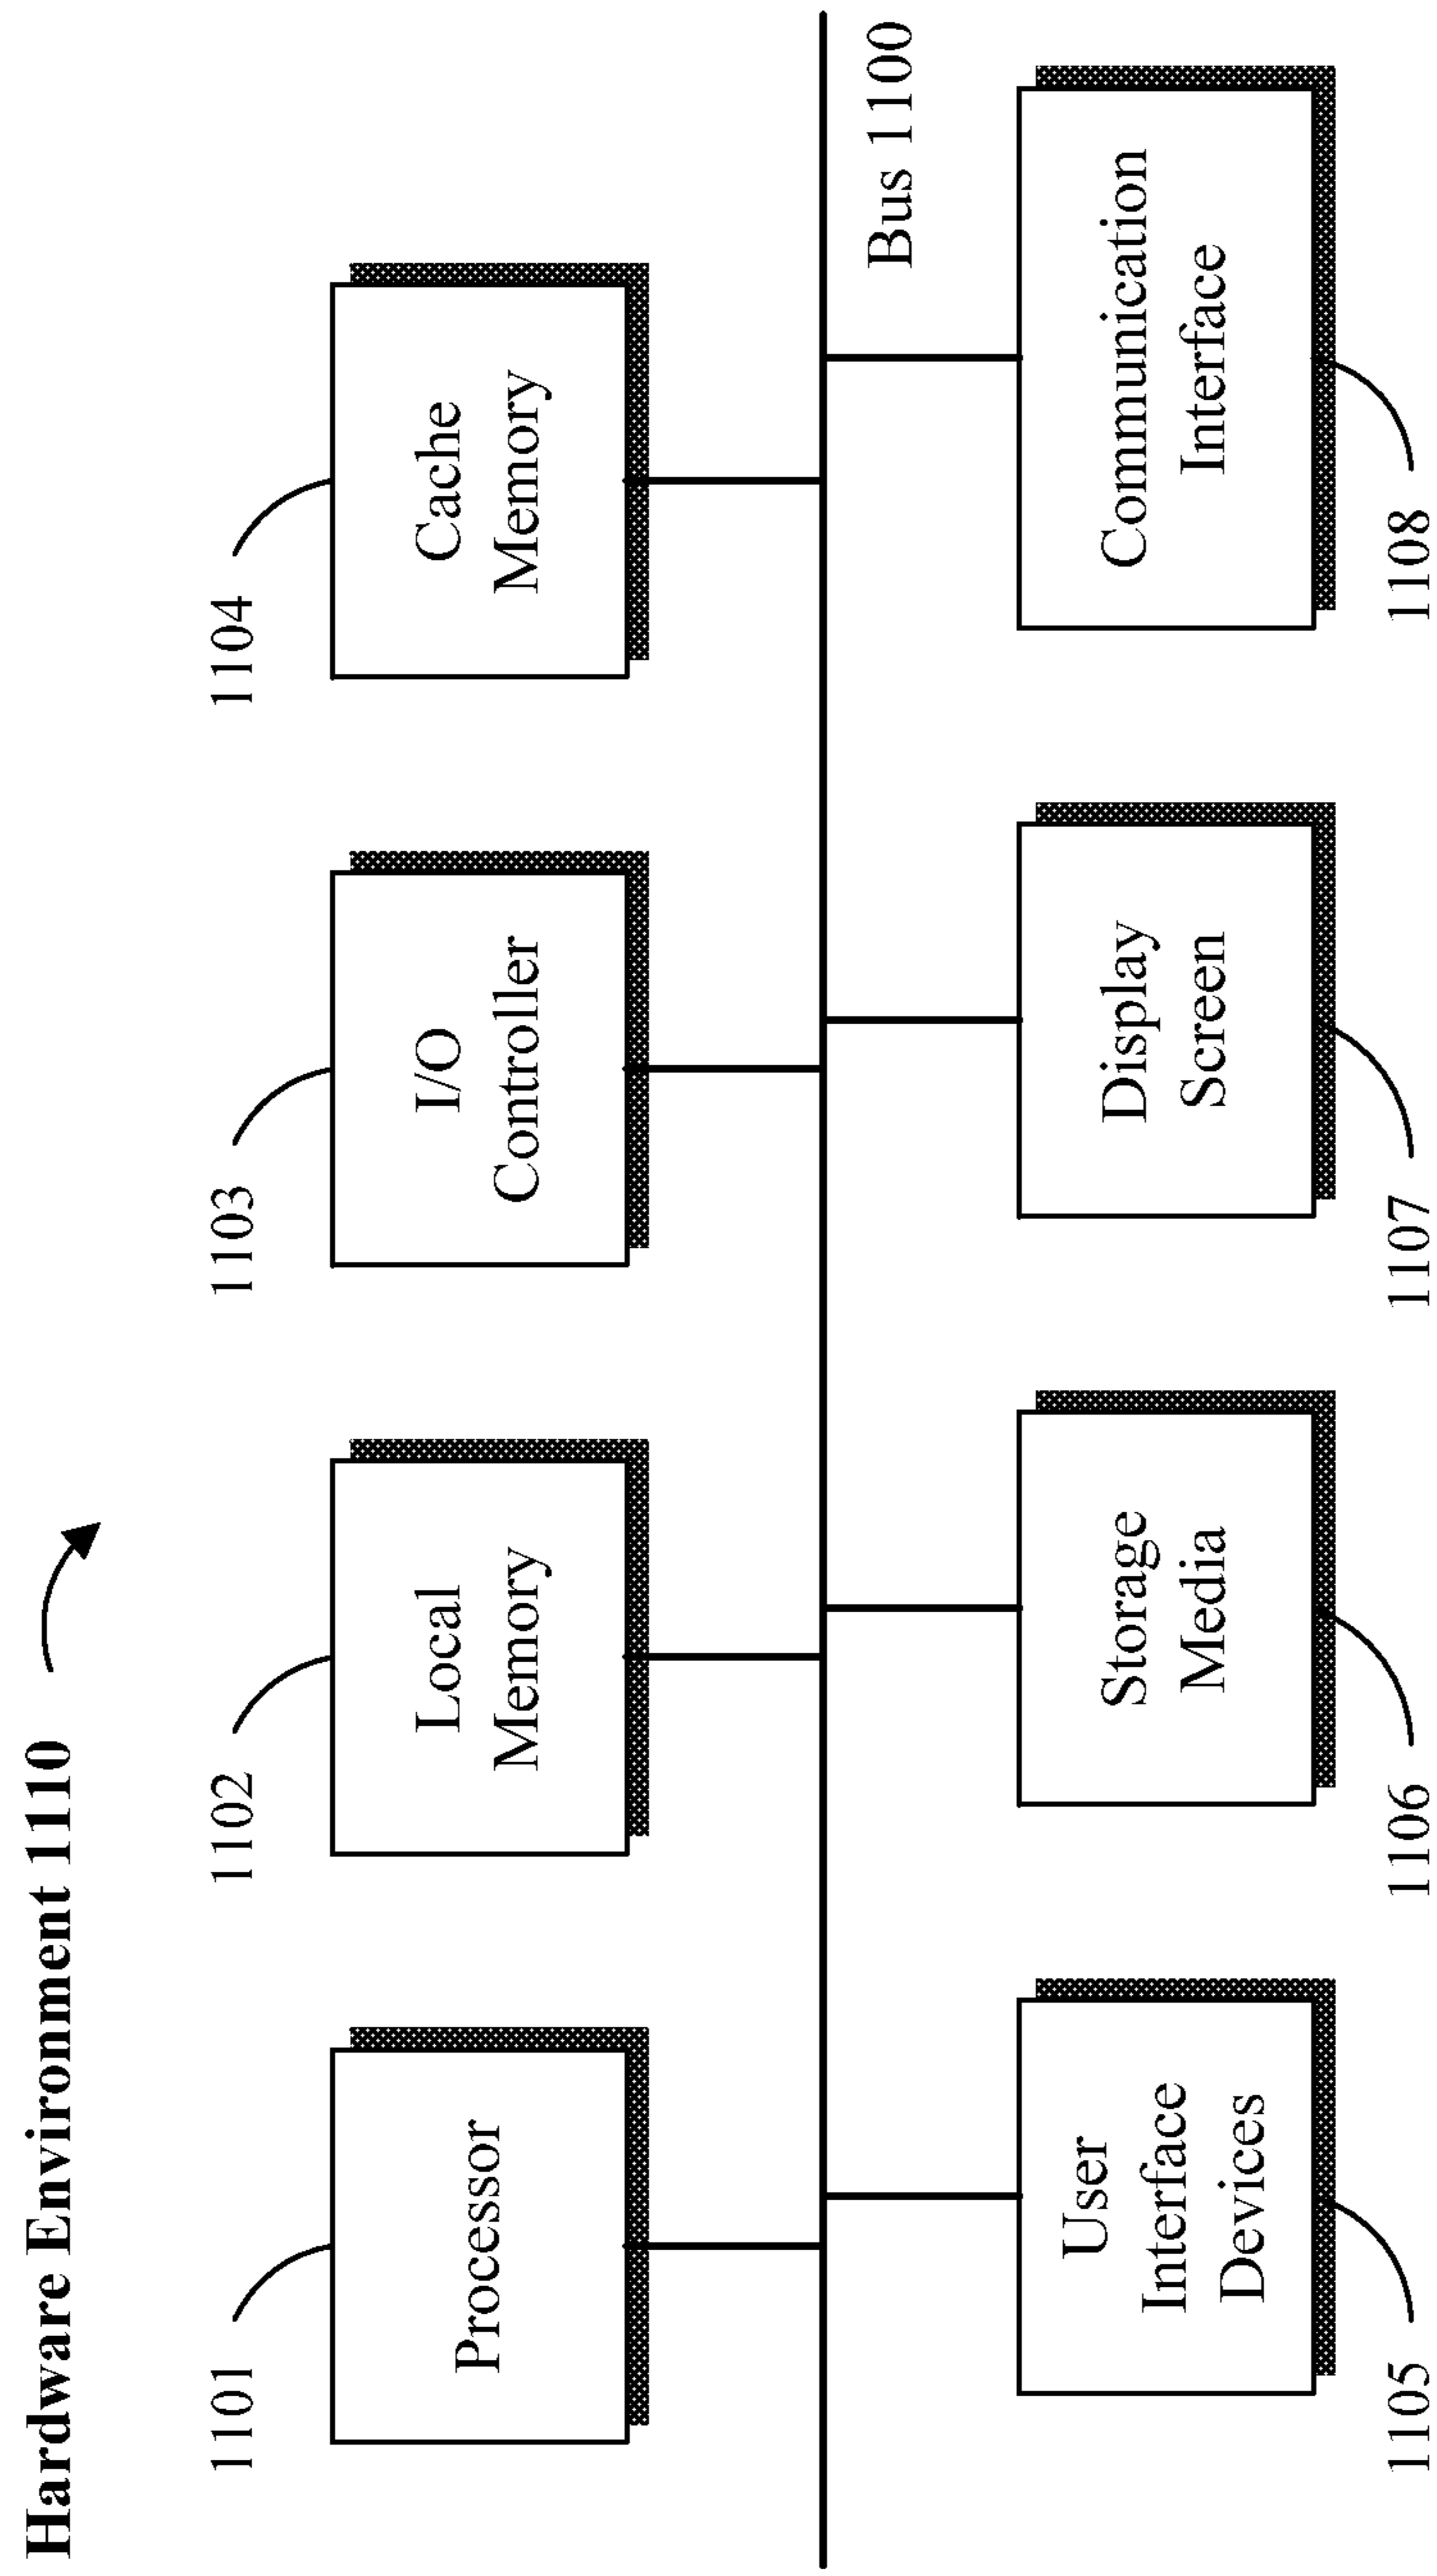 Hardware Environment 1110
1101
Processor
1102
Local
Memory
1103
I/O
Controller
1104
Cache
Memory
Bus 1100
User
Interface
Devices
1105
Storage
Media
1106
Display
Screen
1107
Communication
Interface
1108